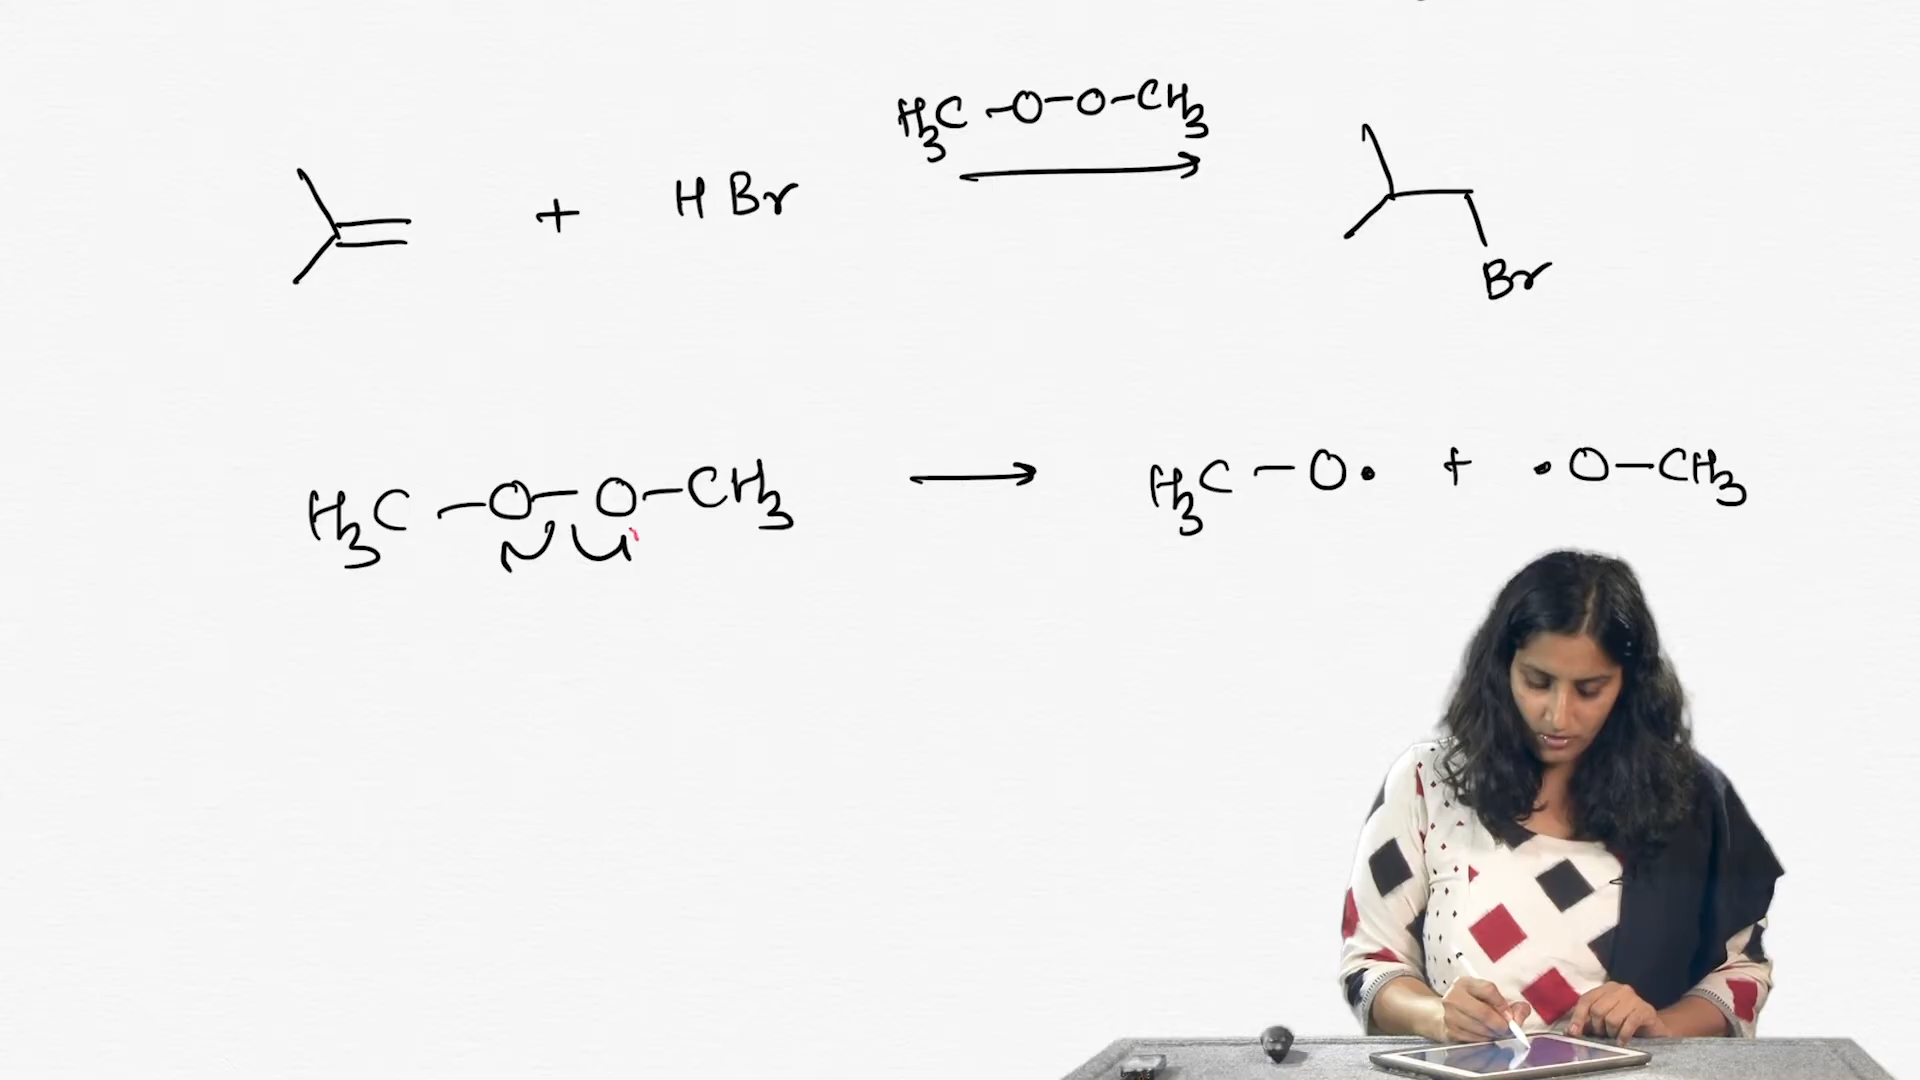 H₃C-O-O-CH₃
+ HBr → Br
H₃C-O-O-CH₃ → H₃C-O• + •O-CH₃